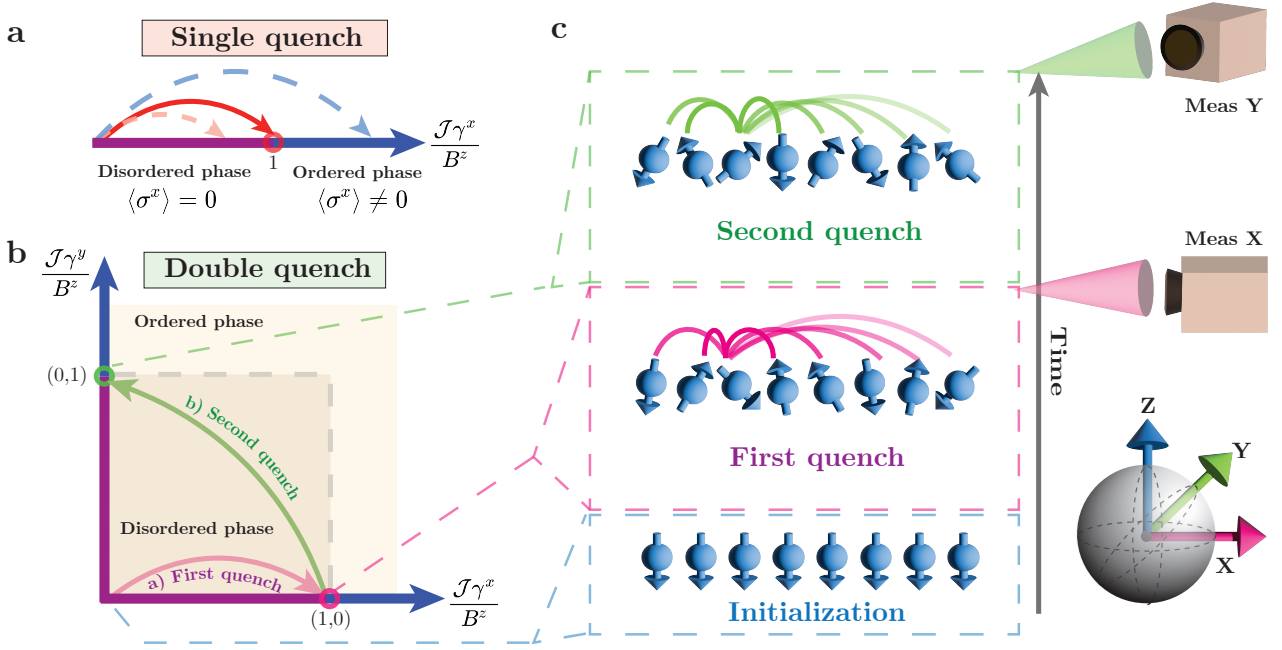 a
Single quench
𝒥γ^x / B^z
1
Disordered phase
⟨σ^x⟩ = 0
Ordered phase
⟨σ^x⟩ ≠ 0
b
Double quench
𝒥γ^y / B^z
Ordered phase
(0,1)
b) Second quench
Disordered phase
a) First quench
(1,0)
𝒥γ^x / B^z
c
Second quench
First quench
Initialization
Time
Meas Y
Meas X
Z
Y
X